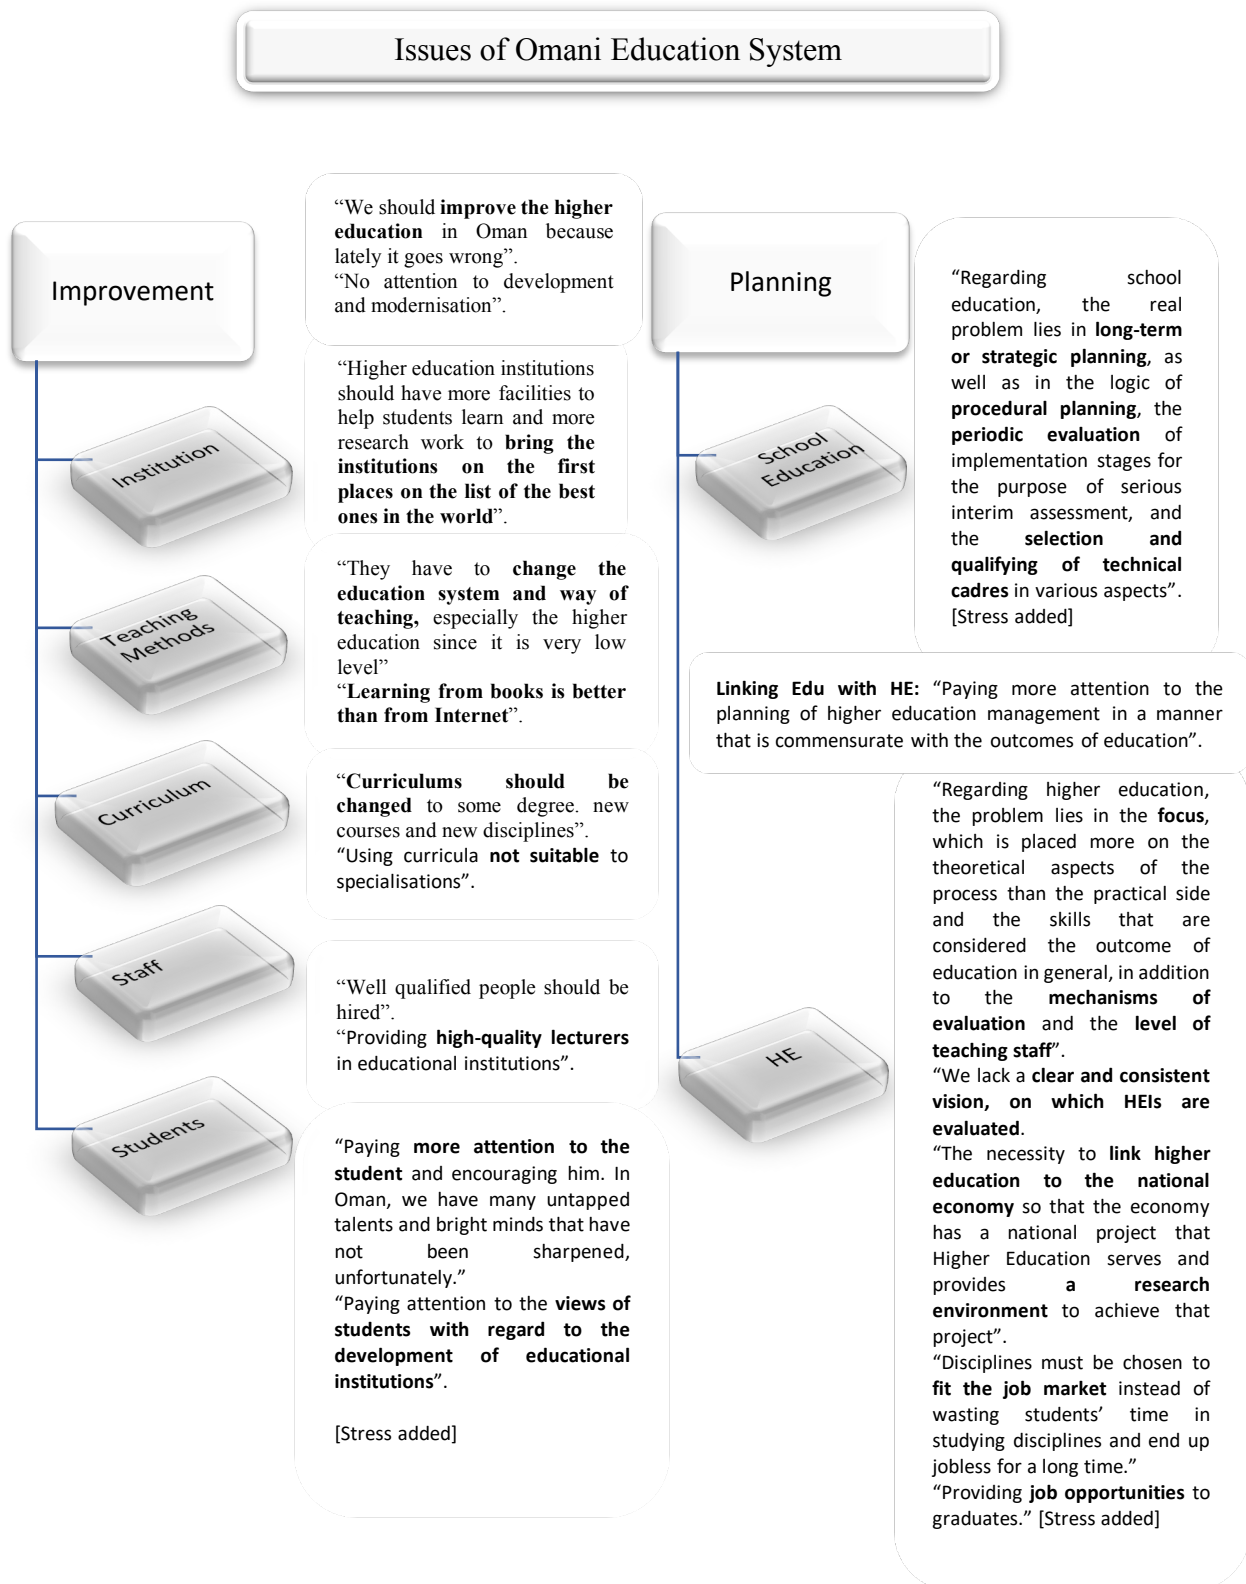 Issues of Omani Education System
Improvement
“We should improve the higher
education in Oman because
lately it goes wrong”.
“No attention to development
and modernisation”.
Institution
“Higher education institutions
should have more facilities to
help students learn and more
research work to bring the
institutions on the first
places on the list of the best
ones in the world”.
Teaching
Methods
“They have to change the
education system and way of
teaching, especially the higher
education since it is very low
level”
“Learning from books is better
than from Internet”.
Curriculum
“Curriculums should be
changed to some degree. new
courses and new disciplines”.
“Using curricula not suitable to
specialisations”.
Staff
“Well qualified people should be
hired”.
“Providing high-quality lecturers
in educational institutions”.
Students
“Paying more attention to the
student and encouraging him. In
Oman, we have many untapped
talents and bright minds that have
not been sharpened,
unfortunately.”
“Paying attention to the views of
students with regard to the
development of educational
institutions”.
[Stress added]
Planning
School
Education
“Regarding school
education, the real
problem lies in long-term
or strategic planning, as
well as in the logic of
procedural planning, the
periodic evaluation of
implementation stages for
the purpose of serious
interim assessment, and
the selection and
qualifying of technical
cadres in various aspects”.
[Stress added]
Linking Edu with HE: “Paying more attention to the
planning of higher education management in a manner
that is commensurate with the outcomes of education”.
HE
“Regarding higher education,
the problem lies in the focus,
which is placed more on the
theoretical aspects of the
process than the practical side
and the skills that are
considered the outcome of
education in general, in addition
to the mechanisms of
evaluation and the level of
teaching staff”.
“We lack a clear and consistent
vision, on which HEIs are
evaluated.
“The necessity to link higher
education to the national
economy so that the economy
has a national project that
Higher Education serves and
provides a research
environment to achieve that
project”.
“Disciplines must be chosen to
fit the job market instead of
wasting students’ time in
studying disciplines and end up
jobless for a long time.”
“Providing job opportunities to
graduates.” [Stress added]